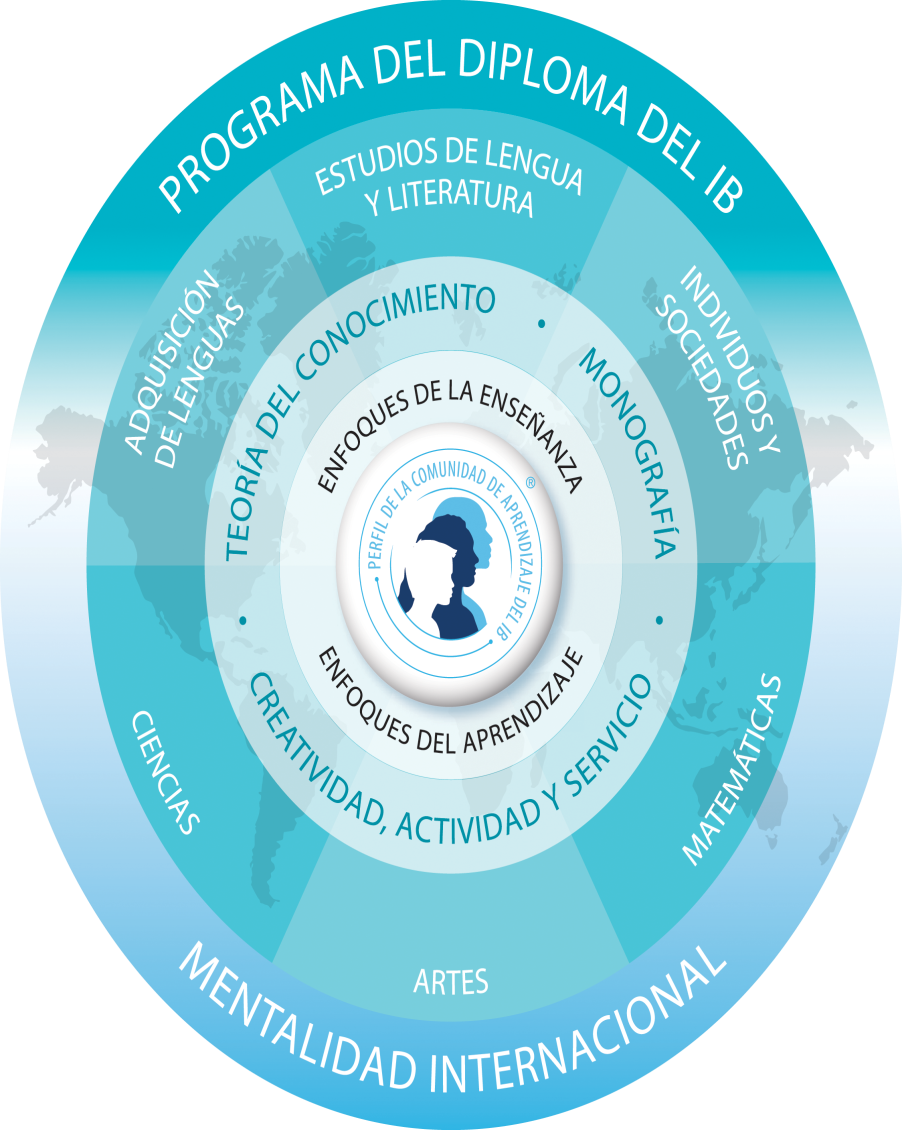 PROGRAMA DEL DIPLOMA DEL IB
ESTUDIOS DE LENGUA
Y LITERATURA
ADQUISICIÓN
DE LENGUAS
INDIVIDUOS Y
SOCIEDADES
TEORÍA DEL CONOCIMIENTO
•
MONOGRAFÍA
ENFOQUES DE LA ENSEÑANZA
PERFIL DE LA COMUNIDAD DE APRENDIZAJE DEL IB
®
ENFOQUES DEL APRENDIZAJE
•
•
CREATIVIDAD, ACTIVIDAD Y SERVICIO
CIENCIAS
MATEMÁTICAS
ARTES
MENTALIDAD INTERNACIONAL